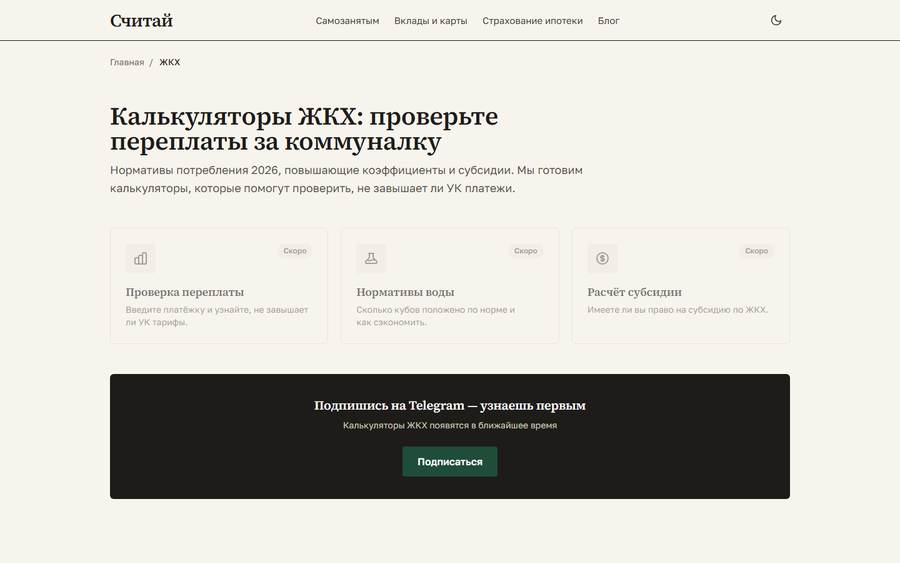 Считай
Самозанятым Вклады и карты Страхование ипотеки Блог
Главная / ЖКХ
Калькуляторы ЖКХ: проверьте
переплаты за коммуналку
Нормативы потребления 2026, повышающие коэффициенты и субсидии. Мы готовим
калькуляторы, которые помогут проверить, не завышает ли УК платежи.
Скоро
Проверка переплаты
Введите платёжку и узнайте, не завышает
ли УК тарифы.
Скоро
Нормативы воды
Сколько кубов положено по норме и
как сэкономить.
Скоро
Расчёт субсидии
Имеете ли вы право на субсидию по ЖКХ.
Подпишись на Telegram — узнаешь первым
Калькуляторы ЖКХ появятся в ближайшее время
Подписаться